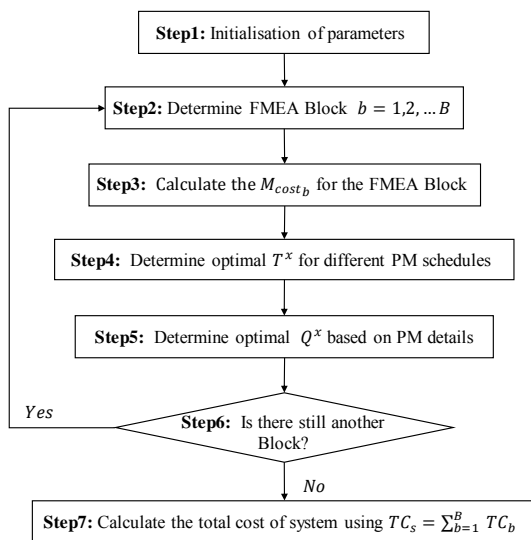 Step1: Initialisation of parameters
Step2: Determine FMEA Block b = 1,2, … B
Step3: Calculate the M_{cost_b} for the FMEA Block
Step4: Determine optimal T^x for different PM schedules
Step5: Determine optimal Q^x based on PM details
Yes
Step6: Is there still another
Block?
No
Step7: Calculate the total cost of system using TC_s = ∑_{b=1}^{B} TC_b